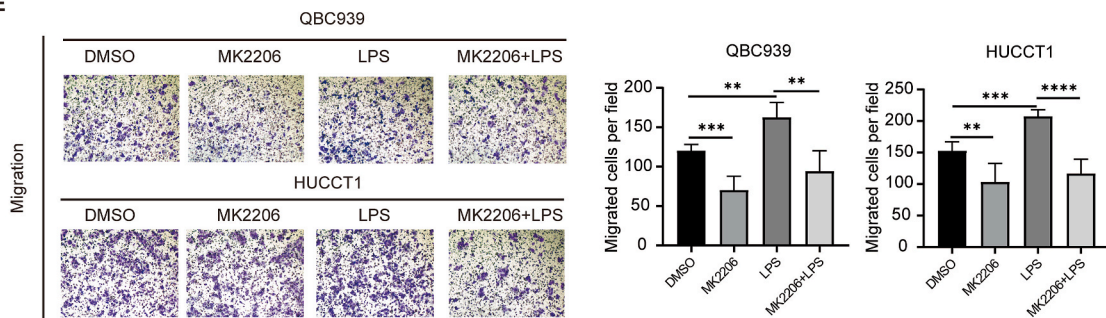 E
QBC939
DMSO MK2206 LPS MK2206+LPS
Migration
HUCCT1
DMSO MK2206 LPS MK2206+LPS
QBC939
Migrated cells per field
200
150
100
50
0
***
**
**
DMSO
MK2206
LPS
MK2206+LPS
HUCCT1
Migrated cells per field
250
200
150
100
50
0
**
***
****
DMSO
MK2206
LPS
MK2206+LPS